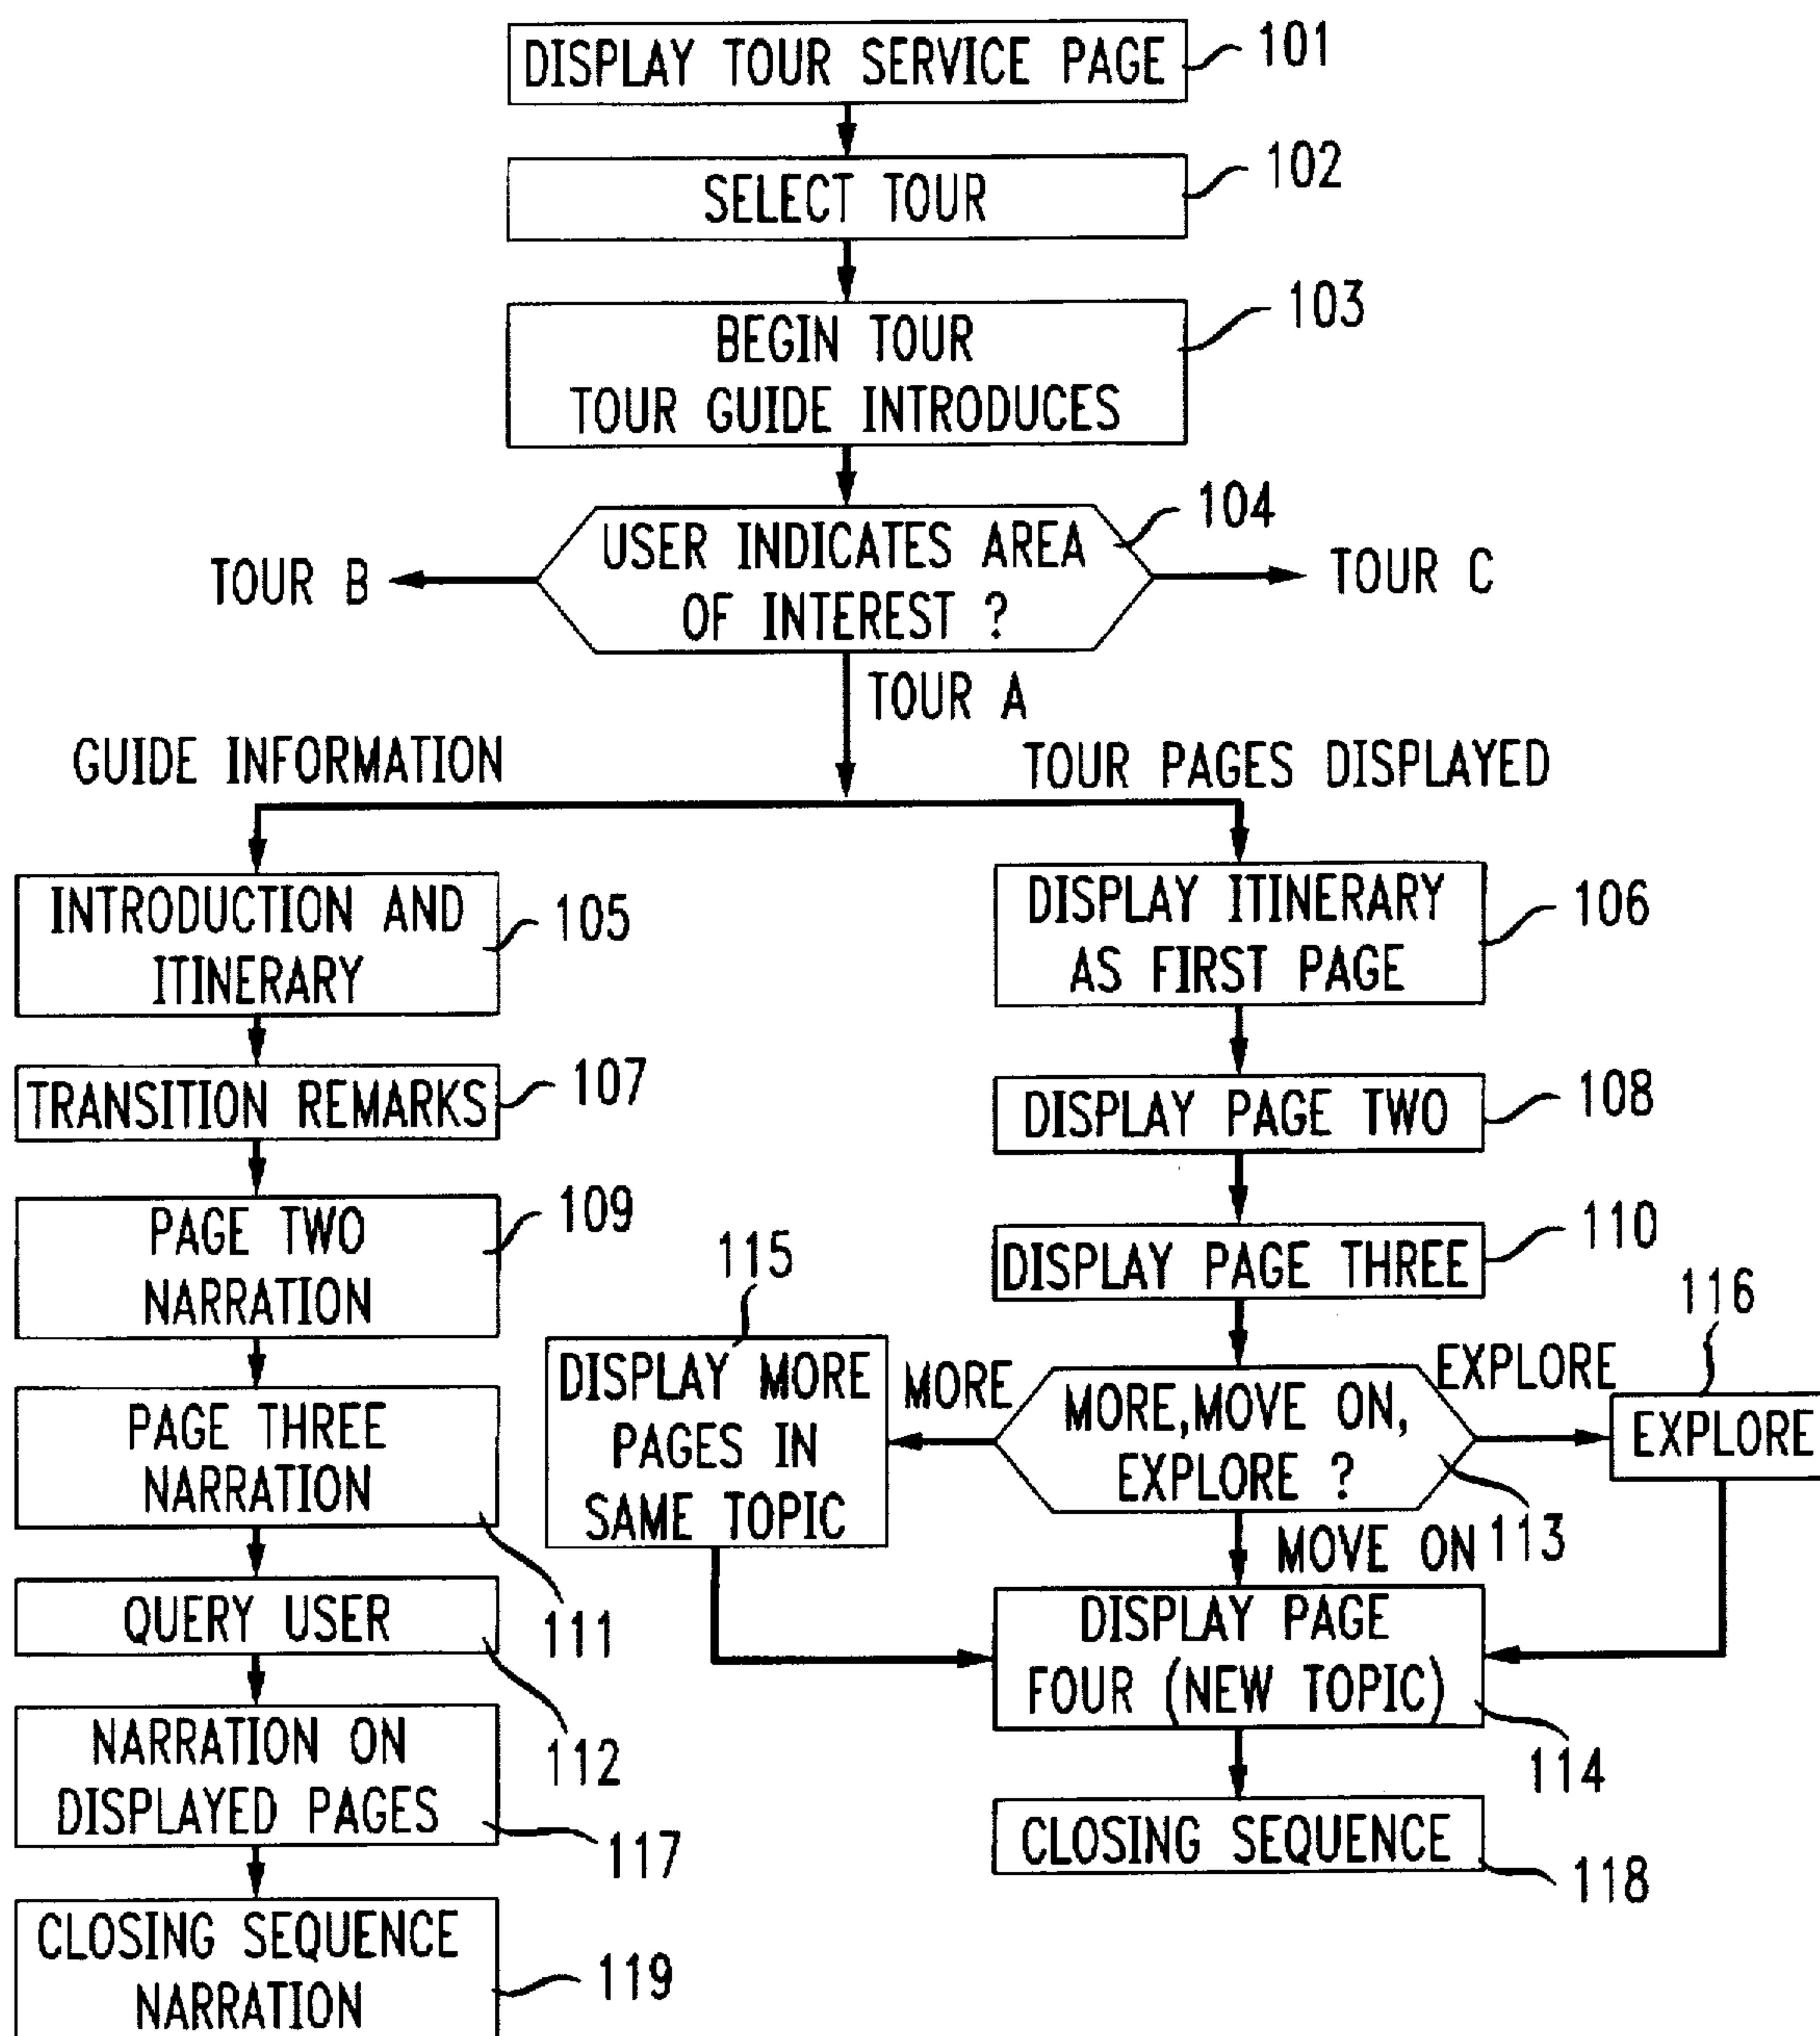 DISPLAY TOUR SERVICE PAGE
101
SELECT TOUR
102
BEGIN TOUR
TOUR GUIDE INTRODUCES
103
USER INDICATES AREA
OF INTEREST ?
104
TOUR B
TOUR C
TOUR A
GUIDE INFORMATION
TOUR PAGES DISPLAYED
INTRODUCTION AND
ITINERARY
105
DISPLAY ITINERARY
AS FIRST PAGE
106
TRANSITION REMARKS
107
DISPLAY PAGE TWO
108
PAGE TWO
NARRATION
109
DISPLAY PAGE THREE
110
PAGE THREE
NARRATION
111
115
DISPLAY MORE
PAGES IN
SAME TOPIC
MORE
MORE,MOVE ON,
EXPLORE ?
113
EXPLORE
116
EXPLORE
MOVE ON
QUERY USER
112
DISPLAY PAGE
FOUR (NEW TOPIC)
114
NARRATION ON
DISPLAYED PAGES
117
CLOSING SEQUENCE
118
CLOSING SEQUENCE
NARRATION
119